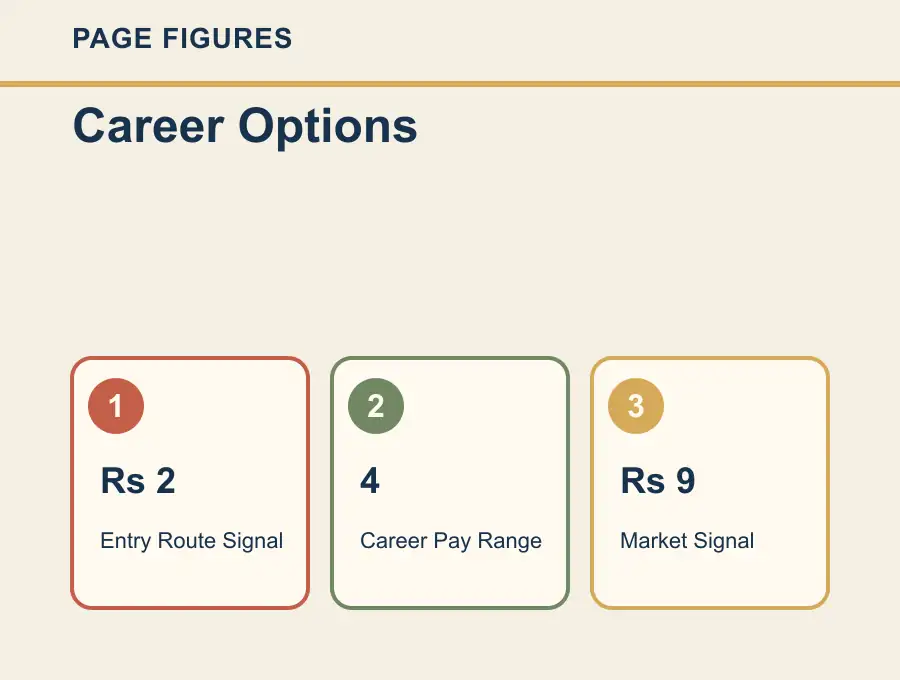 PAGE FIGURES
Career Options
1
Rs 2
Entry Route Signal
2
4
Career Pay Range
3
Rs 9
Market Signal